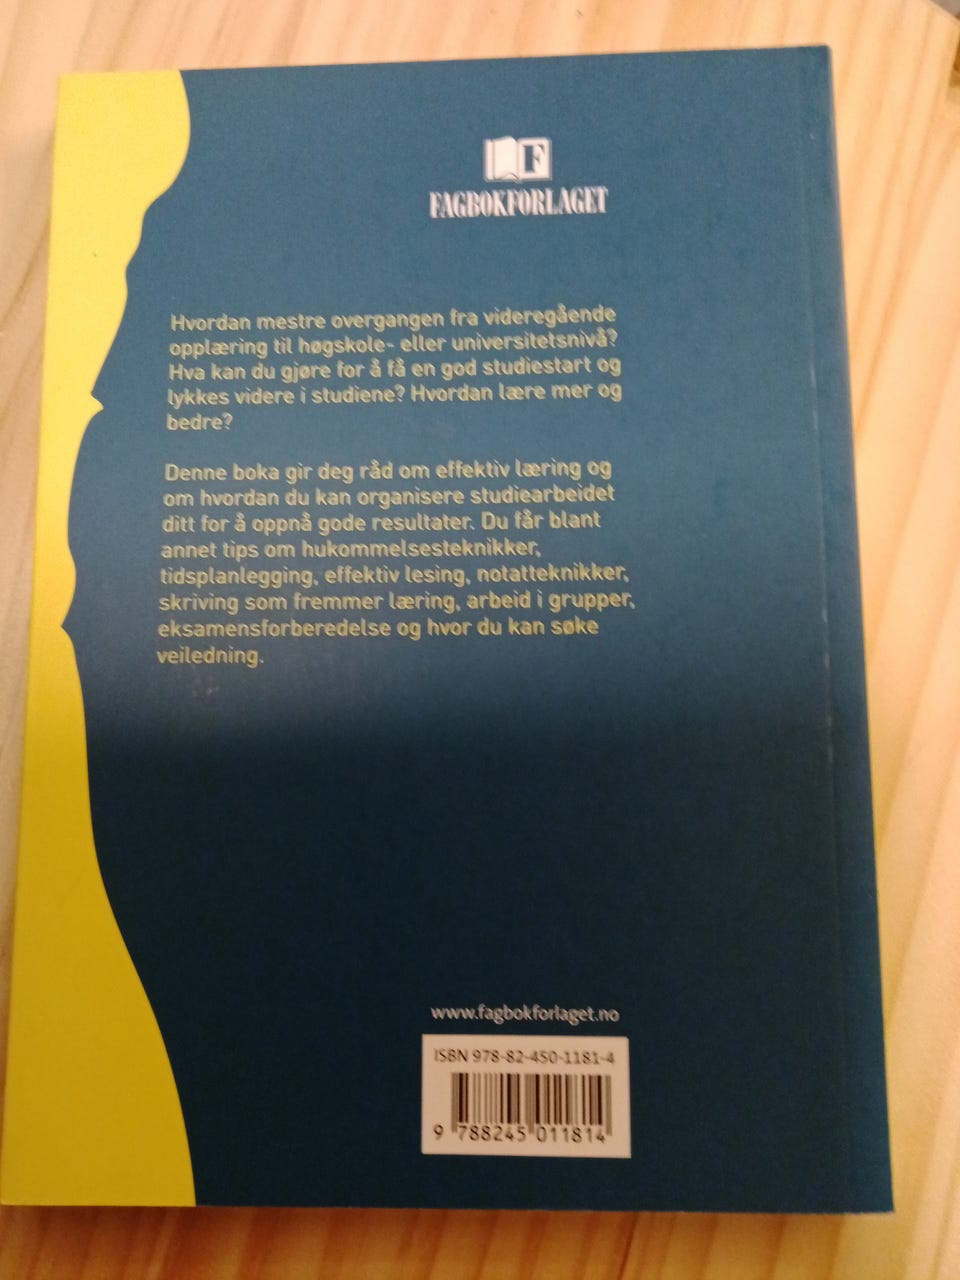 F
FAGBOKFORLAGET
Hvordan mestre overgangen fra videregående
opplæring til høgskole- eller universitetsnivå?
Hva kan du gjøre for å få en god studiestart og
lykkes videre i studiene? Hvordan lære mer og
bedre?
Denne boka gir deg råd om effektiv læring og
om hvordan du kan organisere studiearbeidet
ditt for å oppnå gode resultater. Du får blant
annet tips om hukommelsesteknikker,
tidsplanlegging, effektiv lesing, notatteknikker,
skriving som fremmer læring, arbeid i grupper,
eksamensforberedelse og hvor du kan søke
veiledning.
www.fagbokforlaget.no
ISBN 978-82-450-1181-4
9 788245 011814